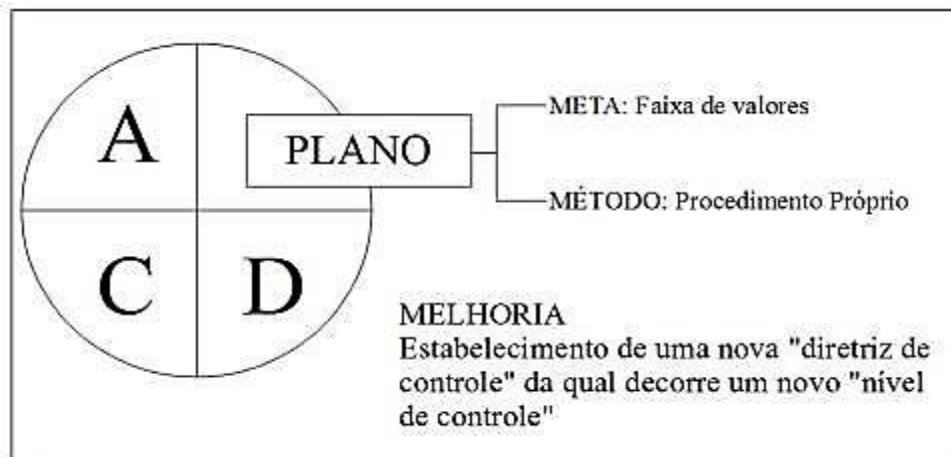 A
PLANO
META: Faixa de valores
MÉTODO: Procedimento Próprio
C
D
MELHORIA
Estabelecimento de uma nova "diretriz de
controle" da qual decorre um novo "nível
de controle"